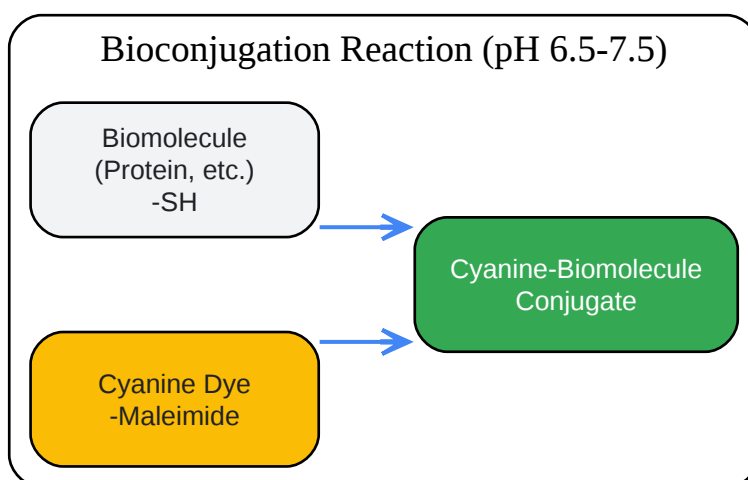 Bioconjugation Reaction (pH 6.5-7.5)
Biomolecule
(Protein, etc.)
-SH
Cyanine-Biomolecule
Conjugate
Cyanine Dye
-Maleimide